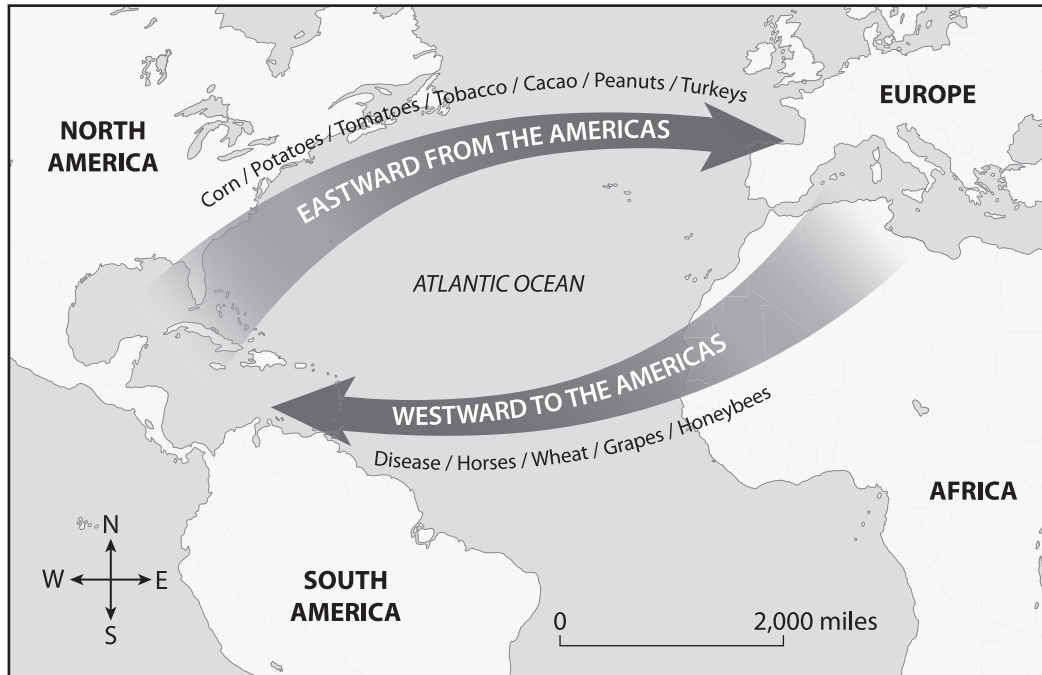 Corn / Potatoes / Tomatoes / Tobacco / Cacao / Peanuts / Turkeys
EUROPE
NORTH
AMERICA
EASTWARD FROM THE AMERICAS
ATLANTIC OCEAN
WESTWARD TO THE AMERICAS
Disease / Horses / Wheat / Grapes / Honeybees
AFRICA
N
W E
S
SOUTH
AMERICA
0 2,000 miles